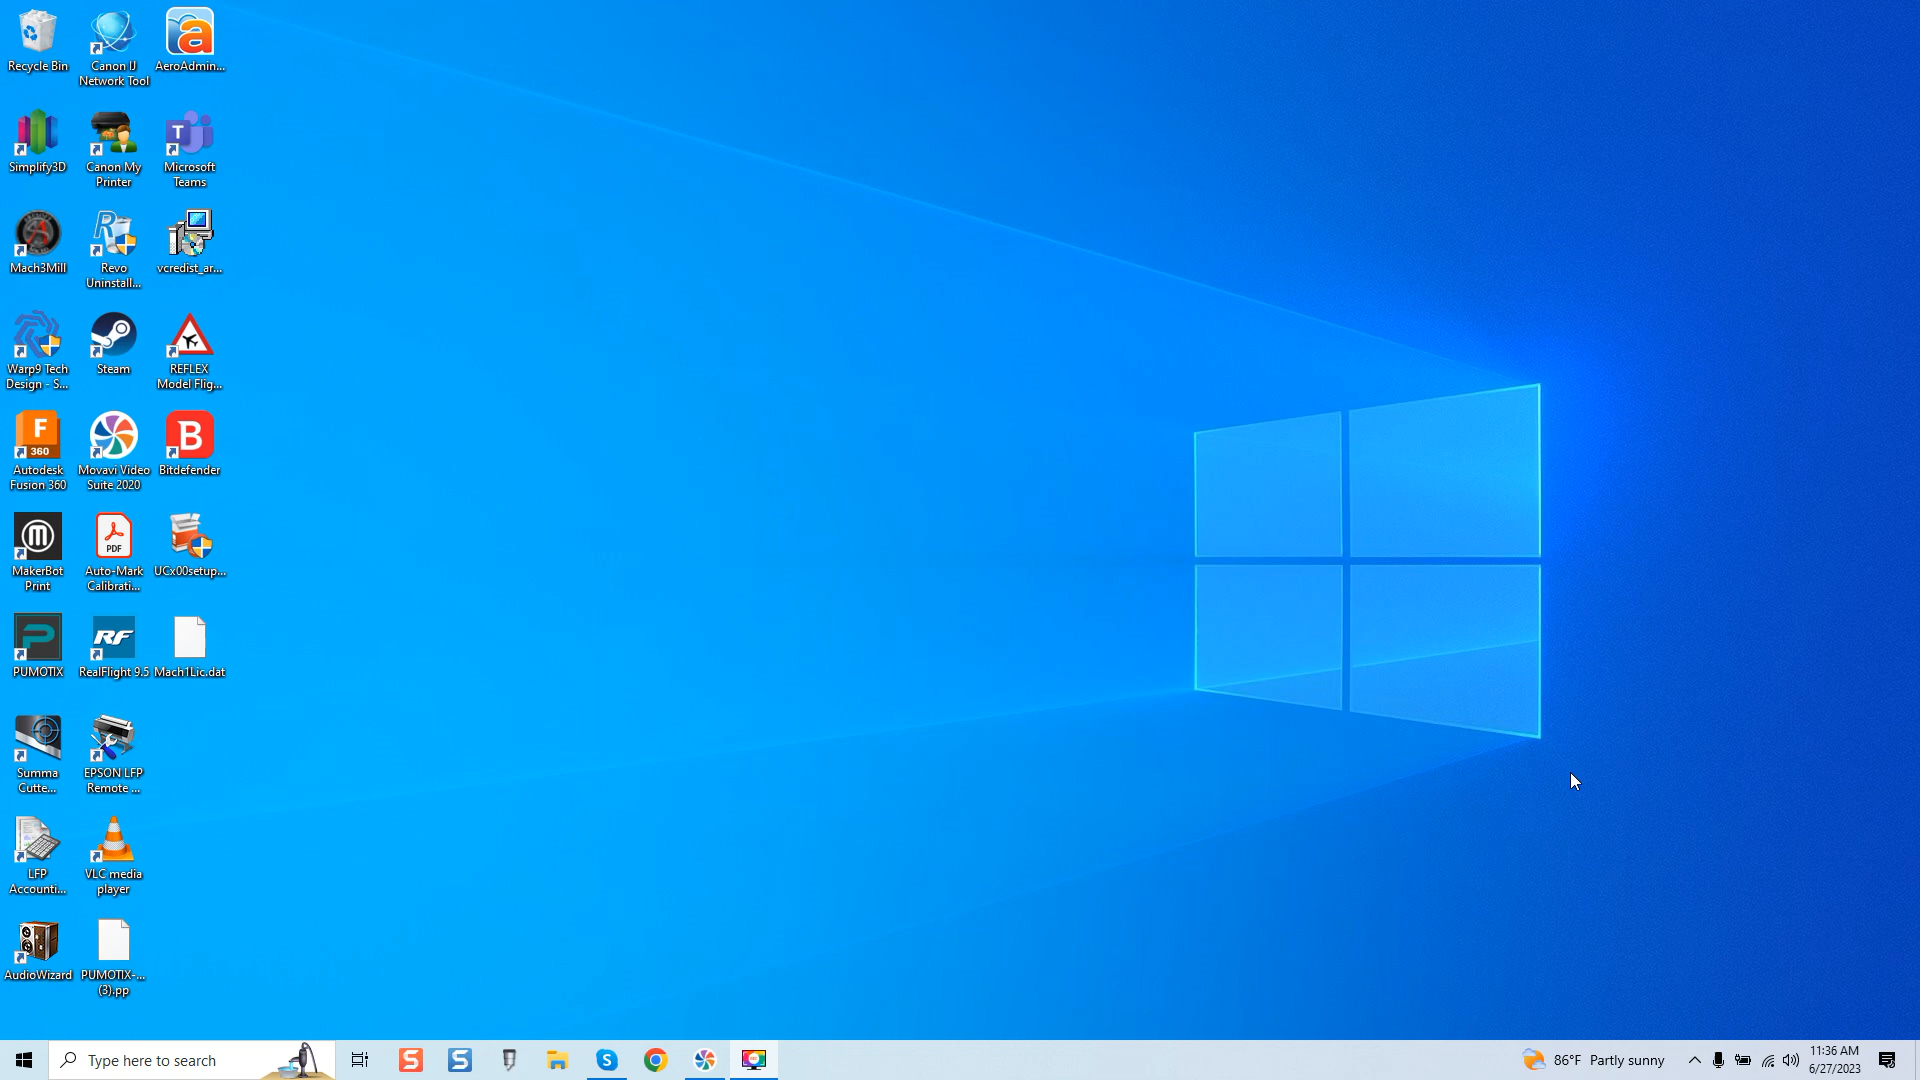 Recycle Bin
Canon IJ
Network Tool
AeroAdmin...
Simplify3D
Canon My
Printer
Microsoft
Teams
Mach3Mill
Revo
Uninstall...
vcredist_ar...
Warp9 Tech
Design - S...
Steam
REFLEX
Model Flig...
F
360
Autodesk
Fusion 360
Movavi Video
Suite 2020
B
Bitdefender
MakerBot
Print
PDF
Auto-Mark
Calibrati...
UCx00setup...
PUMOTIX
RF
RealFlight 9.5
Mach1Lic.dat
Summa
Cutte...
EPSON LFP
Remote ...
LFP
Accounti...
VLC media
player
AudioWizard
PUMOTIX-...
(3).pp
Type here to search
86°F Partly sunny
11:36 AM
6/27/2023